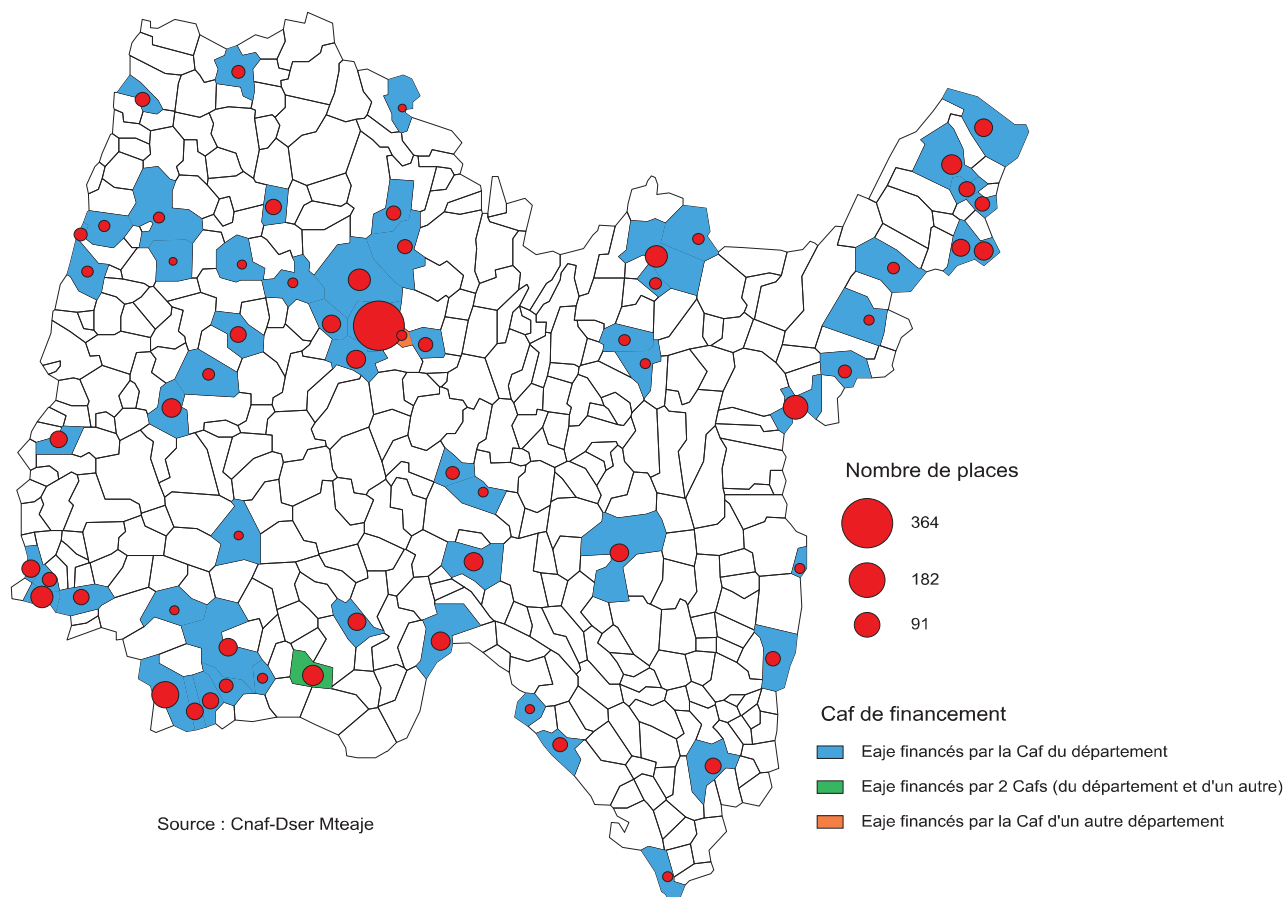 Nombre de places
364
182
91
Caf de financement
Eaje financés par la Caf du département
Eaje financés par 2 Cafs (du département et d'un autre)
Eaje financés par la Caf d'un autre département
Source : Cnaf-Dser Mteaje